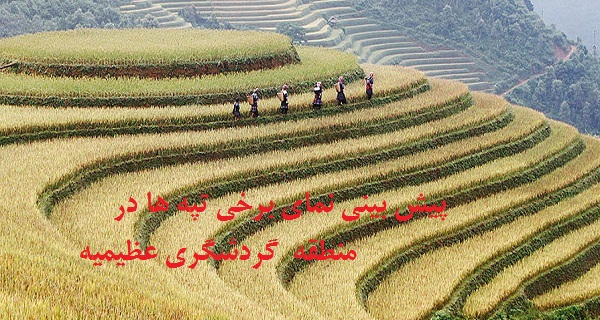 پیش بینی نمای برخی تپه ها در
منطقه گردشگری عظیمیه